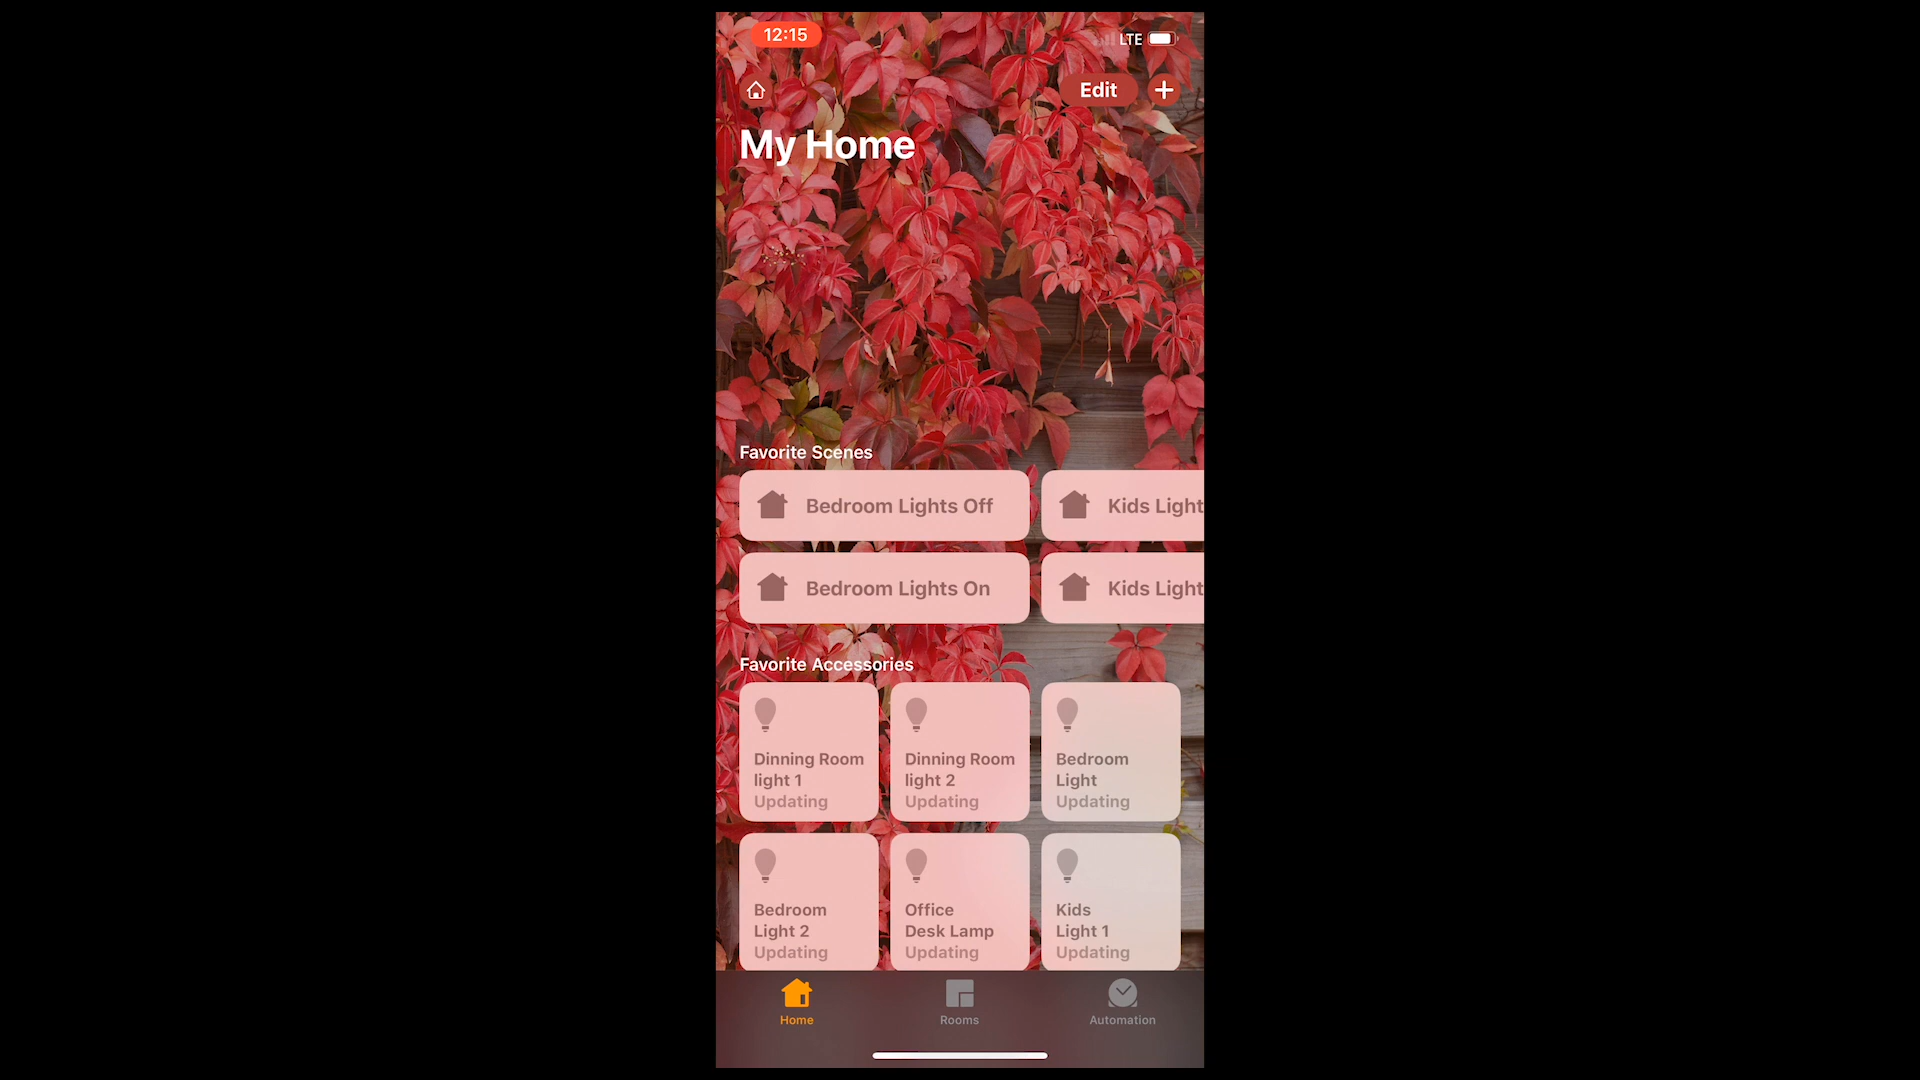 12:15
LTE
Edit
My Home
Favorite Scenes
Bedroom Lights Off
Kids Light
Bedroom Lights On
Kids Light
Favorite Accessories
Dinning Room
light 1
Updating
Dinning Room
light 2
Updating
Bedroom
Light
Updating
Bedroom
Light 2
Updating
Office
Desk Lamp
Updating
Kids
Light 1
Updating
Home
Rooms
Automation